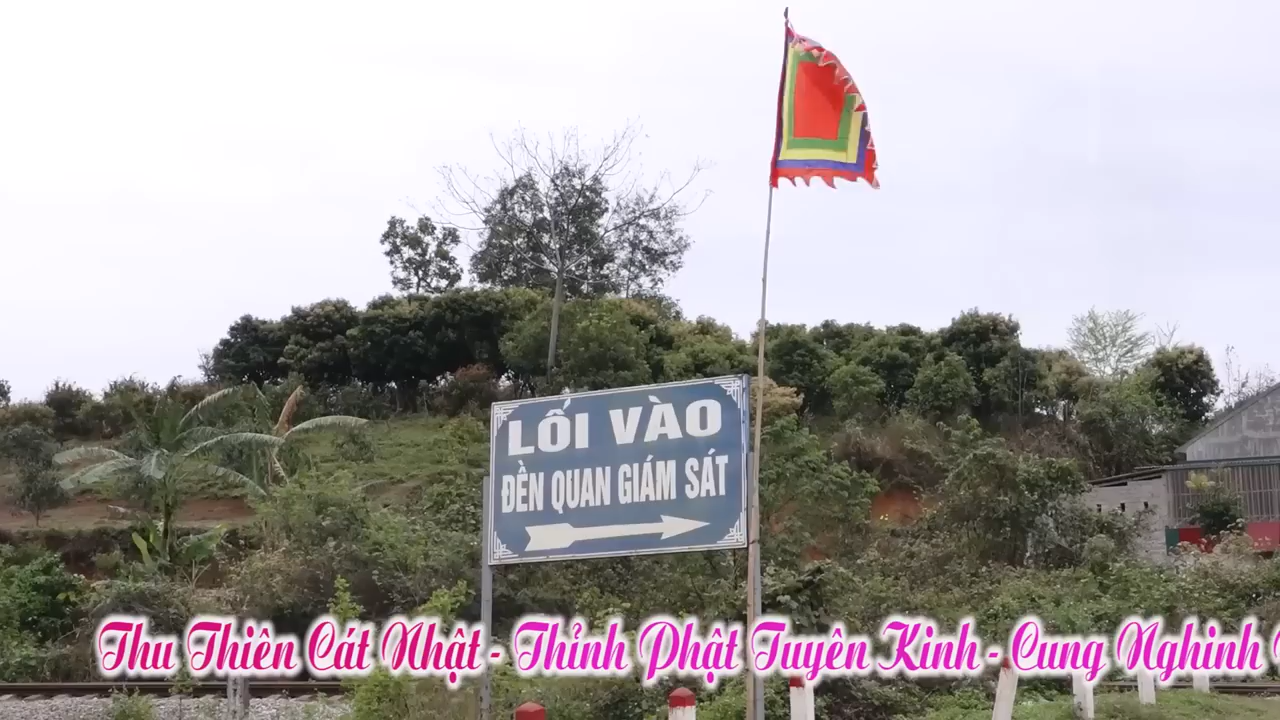 LỐI VÀO
ĐỀN QUAN GIÁM SÁT
Thu Thiên Cát Nhật - Thỉnh Phật Tuyên Kinh - Cung Nghinh